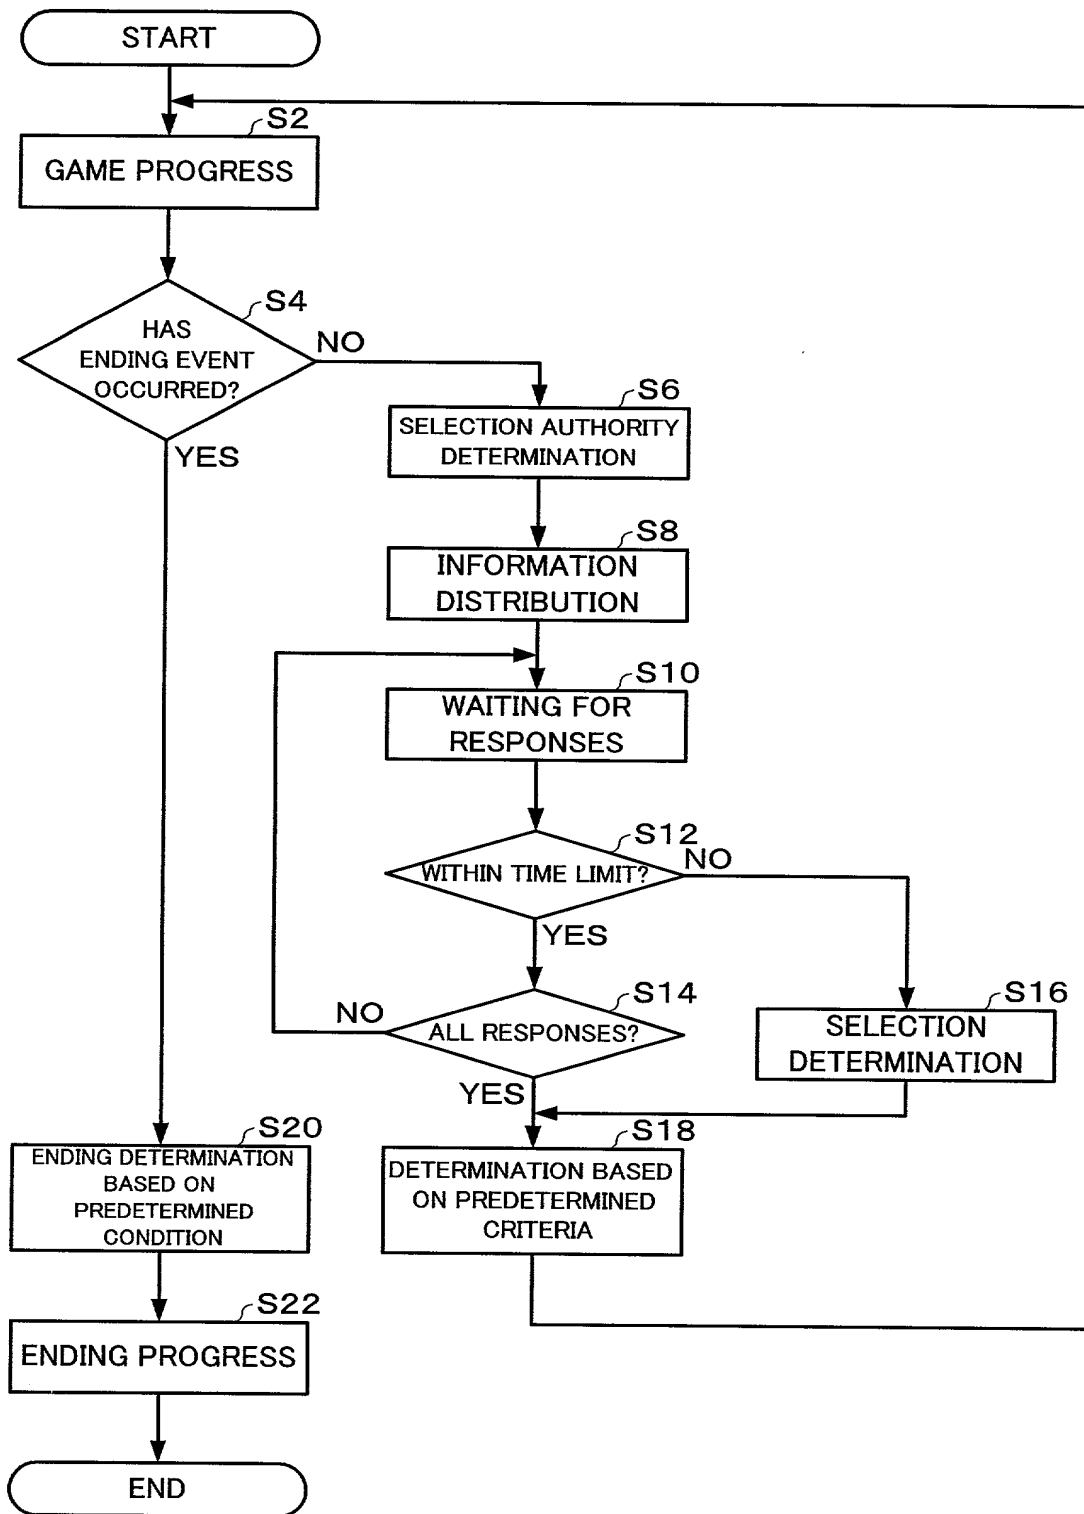 START
S2
GAME PROGRESS
S4
HAS
ENDING EVENT
OCCURRED?
NO
YES
S6
SELECTION AUTHORITY
DETERMINATION
S8
INFORMATION
DISTRIBUTION
S10
WAITING FOR
RESPONSES
S12
WITHIN TIME LIMIT?
NO
YES
S14
ALL RESPONSES?
NO
YES
S16
SELECTION
DETERMINATION
S18
DETERMINATION BASED
ON PREDETERMINED
CRITERIA
S20
ENDING DETERMINATION
BASED ON
PREDETERMINED
CONDITION
S22
ENDING PROGRESS
END